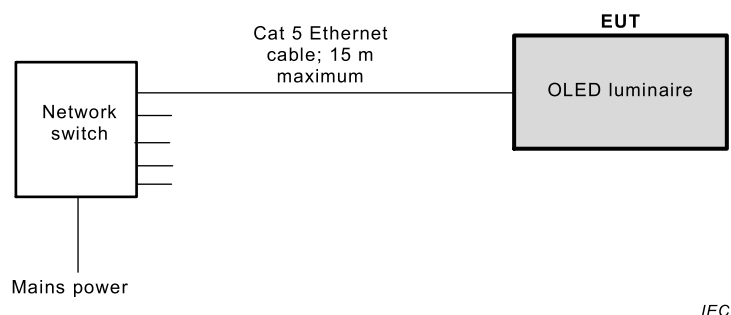 EUT
Cat 5 Ethernet
cable; 15 m
maximum
OLED luminaire
Network
switch
Mains power
IEC